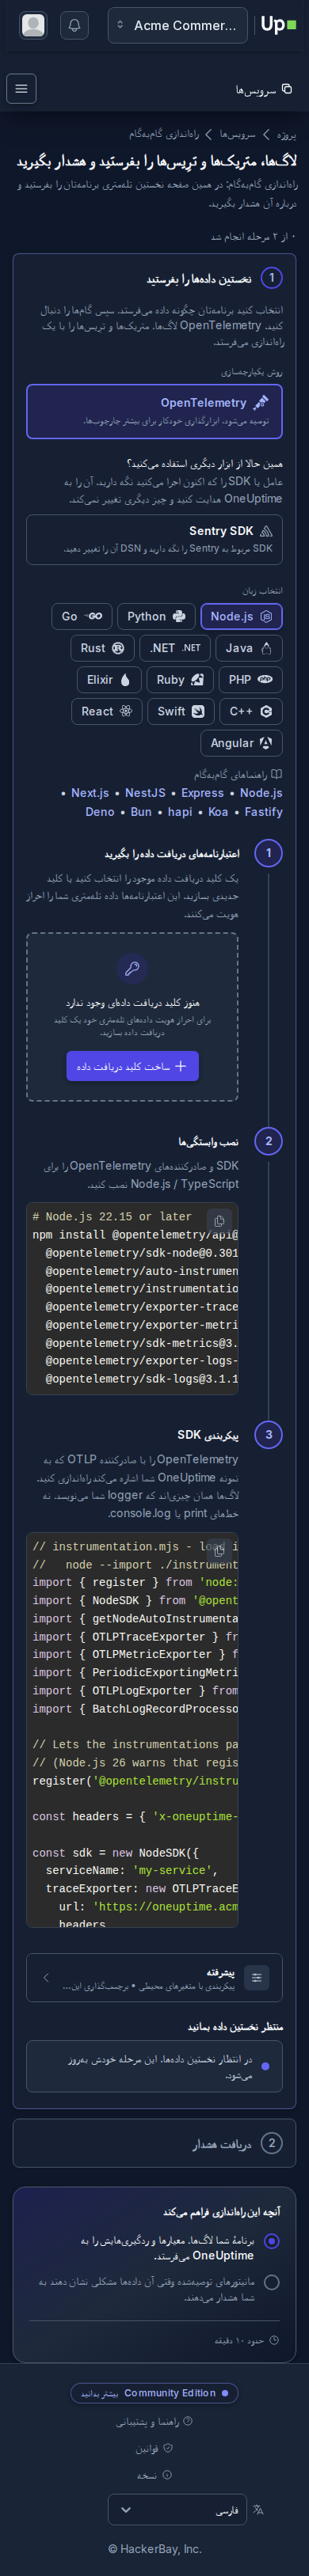 Up
Acme Commer...
سرویس‌ها
پروژه
سرویس‌ها
راه‌اندازی گام‌به‌گام
لاگ‌ها، متریک‌ها و تریس‌ها را بفرستید و هشدار بگیرید
راه‌اندازی گام‌به‌گام: در همین صفحه نخستین تله‌متری برنامه‌تان را بفرستید و
درباره آن هشدار بگیرید.
۰ از ۲ مرحله انجام شد
1
نخستین داده‌ها را بفرستید
انتخاب کنید برنامه‌تان چگونه داده می‌فرستد، سپس گام‌ها را دنبال
کنید. OpenTelemetry لاگ‌ها، متریک‌ها و تریس‌ها را با یک
راه‌اندازی می‌فرستد.
روش یکپارچه‌سازی
OpenTelemetry
توصیه می‌شود. ابزارگذاری خودکار برای بیشتر چارچوب‌ها.
همین حالا از ابزار دیگری استفاده می‌کنید؟
عامل یا SDK را که اکنون اجرا می‌کنید نگه دارید. آن را به
OneUptime هدایت کنید و چیز دیگری تغییر نمی‌کند.
Sentry SDK
SDK مربوط به Sentry را نگه دارید و DSN آن را تغییر دهید.
انتخاب زبان
Node.js
Python
Go
Java
.NET
Rust
PHP
Ruby
Elixir
C++
Swift
React
Angular
راهنماهای گام‌به‌گام
Node.js • Express • NestJS • Next.js •
Fastify • Koa • hapi • Bun • Deno
1
اعتبارنامه‌های دریافت داده را بگیرید
یک کلید دریافت داده موجود را انتخاب کنید یا کلید
جدیدی بسازید. این اعتبارنامه‌ها داده تله‌متری شما را احراز
هویت می‌کنند.
هنوز کلید دریافت داده‌ای وجود ندارد
برای احراز هویت داده‌های تله‌متری خود یک کلید
دریافت داده بسازید.
ساخت کلید دریافت داده
2
نصب وابستگی‌ها
SDK و صادرکننده‌های OpenTelemetry را برای
Node.js / TypeScript نصب کنید.
# Node.js 22.15 or later
npm install @opentelemetry/api@
@opentelemetry/sdk-node@0.301
@opentelemetry/auto-instrumen
@opentelemetry/instrumentatio
@opentelemetry/exporter-trace
@opentelemetry/exporter-metri
@opentelemetry/sdk-metrics@3.
@opentelemetry/exporter-logs-
@opentelemetry/sdk-logs@3.1.1
3
پیکربندی SDK
OpenTelemetry را با صادرکننده OTLP که به
نمونه OneUptime شما اشاره می‌کند راه‌اندازی کنید.
لاگ‌ها همان چیزی‌اند که logger شما می‌نویسد، نه
خط‌های print یا console.log.
// instrumentation.mjs - load i
// node --import ./instrument
import { register } from 'node:
import { NodeSDK } from '@opent
import { getNodeAutoInstrumenta
import { OTLPTraceExporter } fr
import { OTLPMetricExporter } f
import { PeriodicExportingMetri
import { OTLPLogExporter } from
import { BatchLogRecordProcesso
// Lets the instrumentations pa
// (Node.js 26 warns that regis
register('@opentelemetry/instru
const headers = { 'x-oneuptime-
const sdk = new NodeSDK({
serviceName: 'my-service',
traceExporter: new OTLPTraceE
url: 'https://oneuptime.acm
headers
پیشرفته
پیکربندی با متغیرهای محیطی • برچسب‌گذاری این...
منتظر نخستین داده بمانید
در انتظار نخستین داده‌ها. این مرحله خودش به‌روز
می‌شود.
2
دریافت هشدار
آنچه این راه‌اندازی فراهم می‌کند
برنامهٔ شما لاگ‌ها، معیارها و ردگیری‌هایش را به
OneUptime می‌فرستد.
مانیتورهای توصیه‌شده وقتی آن داده‌ها مشکلی نشان دهند به
شما هشدار می‌دهند.
حدود ۱۰ دقیقه
Community Edition بیشتر بدانید
راهنما و پشتیبانی
قوانین
نسخه
فارسی
© HackerBay, Inc.